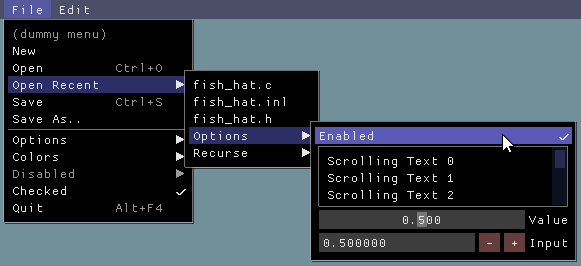 File Edit
(dummy menu)
New
Open Ctrl+O
Open Recent
Save Ctrl+S
Save As..
Options
Colors
Disabled
Checked
Quit Alt+F4
fish_hat.c
fish_hat.inl
fish_hat.h
Options
Recurse
Enabled
Scrolling Text 0
Scrolling Text 1
Scrolling Text 2
0.500 Value
0.500000 - + Input